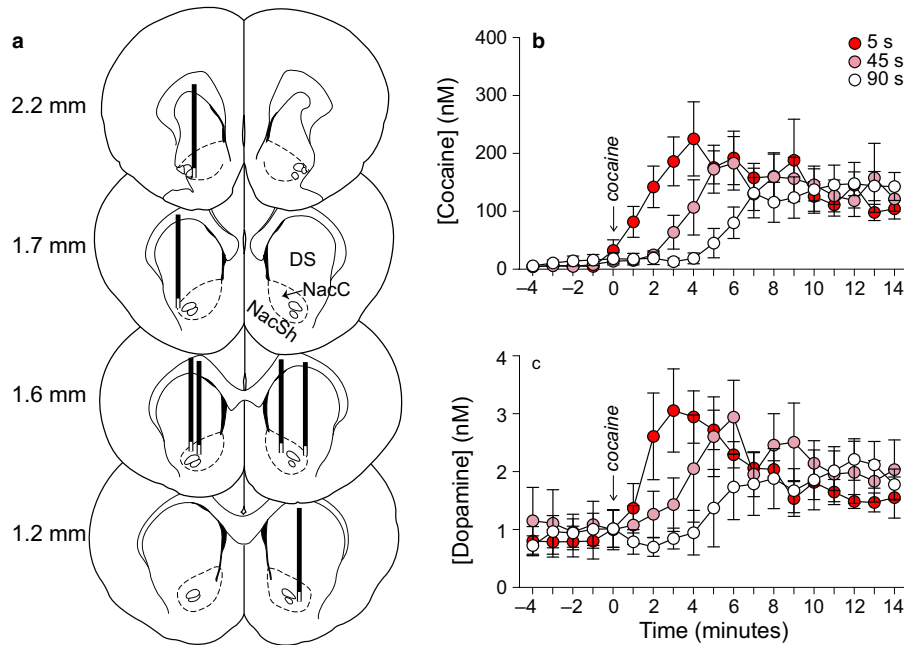 a
2.2 mm
1.7 mm
DS
NacC
NacSh
1.6 mm
1.2 mm
b
5 s
45 s
90 s
[Cocaine] (nM)
400
300
200
100
0
cocaine
–4 –2 0 2 4 6 8 10 12 14
c
[Dopamine] (nM)
4
3
2
1
0
cocaine
–4 –2 0 2 4 6 8 10 12 14
Time (minutes)